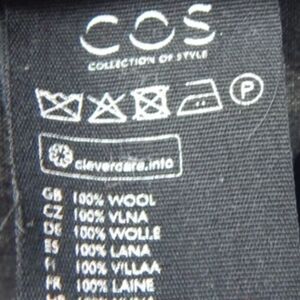 COS
COLLECTION OF STYLE
P
clevercare.info
GB 100% WOOL
CZ 100% VLNA
DE 100% WOLLE
ES 100% LANA
FI 100% VILLAA
FR 100% LAINE